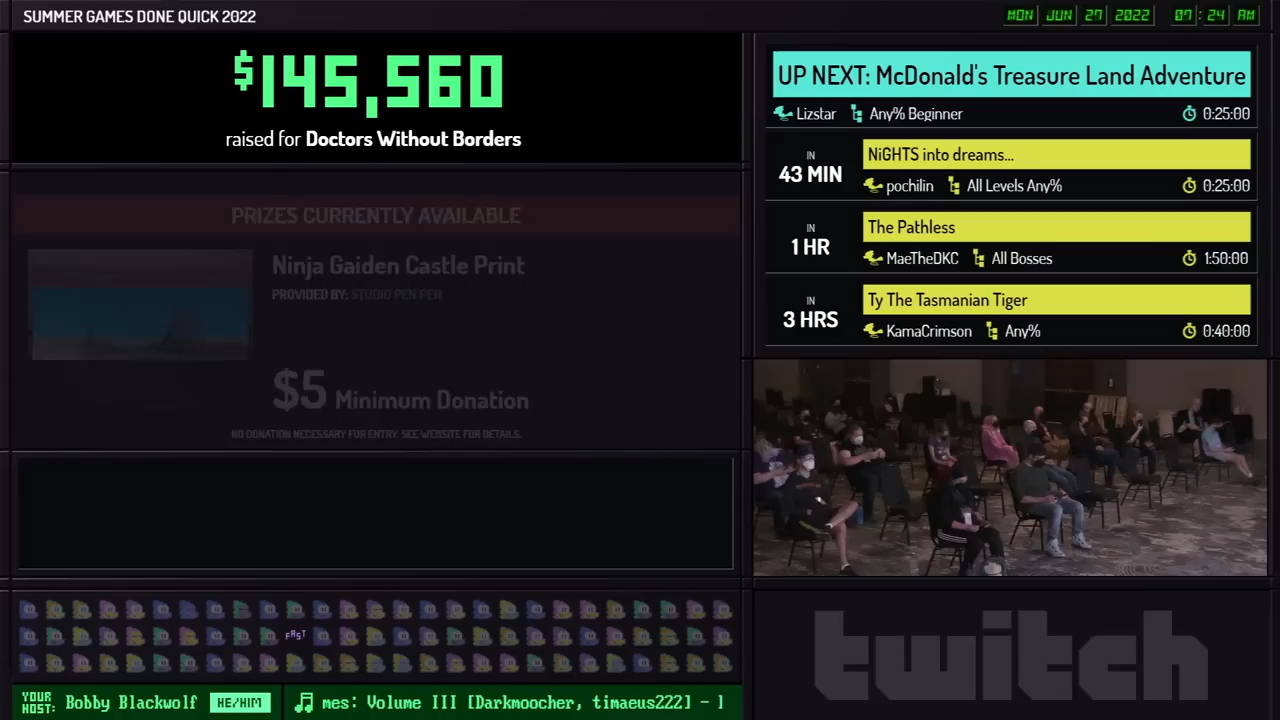 SUMMER GAMES DONE QUICK 2022
MON JUN 27 2022 07:24 AM
$145,560
raised for Doctors Without Borders
PRIZES CURRENTLY AVAILABLE
Ninja Gaiden Castle Print
PROVIDED BY: STUDIO PEN PEN
$5 Minimum Donation
NO DONATION NECESSARY FOR ENTRY. SEE WEBSITE FOR DETAILS.
UP NEXT: McDonald's Treasure Land Adventure
Lizstar Any% Beginner 0:25:00
IN
43 MIN
NiGHTS into dreams...
pochilin All Levels Any% 0:25:00
IN
1 HR
The Pathless
MaeTheDKC All Bosses 1:50:00
IN
3 HRS
Ty The Tasmanian Tiger
KamaCrimson Any% 0:40:00
FAST
twitch
YOUR HOST: Bobby Blackwolf HE/HIM
mes: Volume III [Darkmoocher, timaeus222] - ]